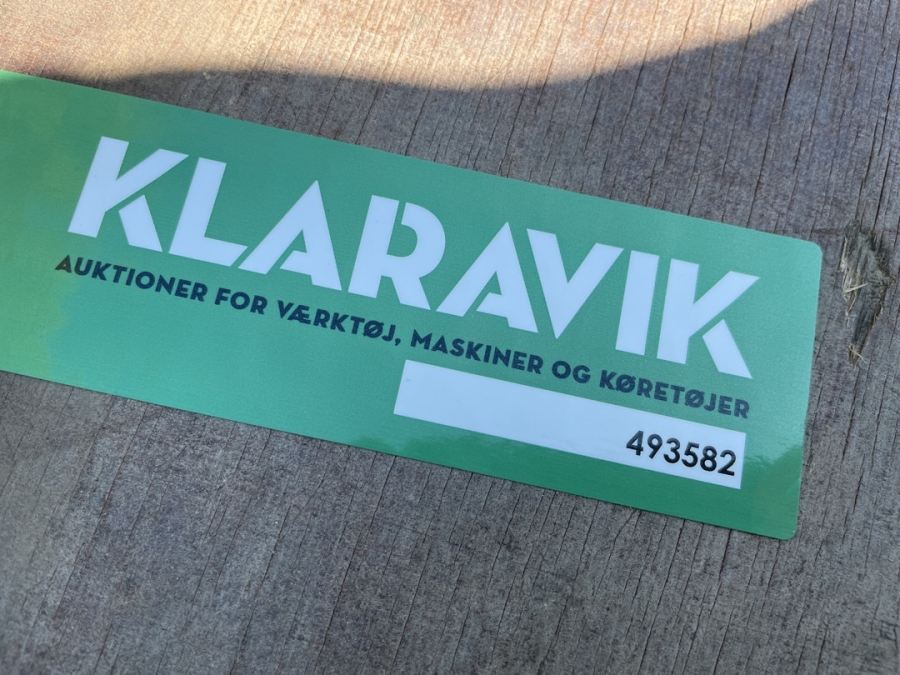 KLARAVIK
AUKTIONER FOR VÆRKTØJ, MASKINER OG KØRETØJER
493582